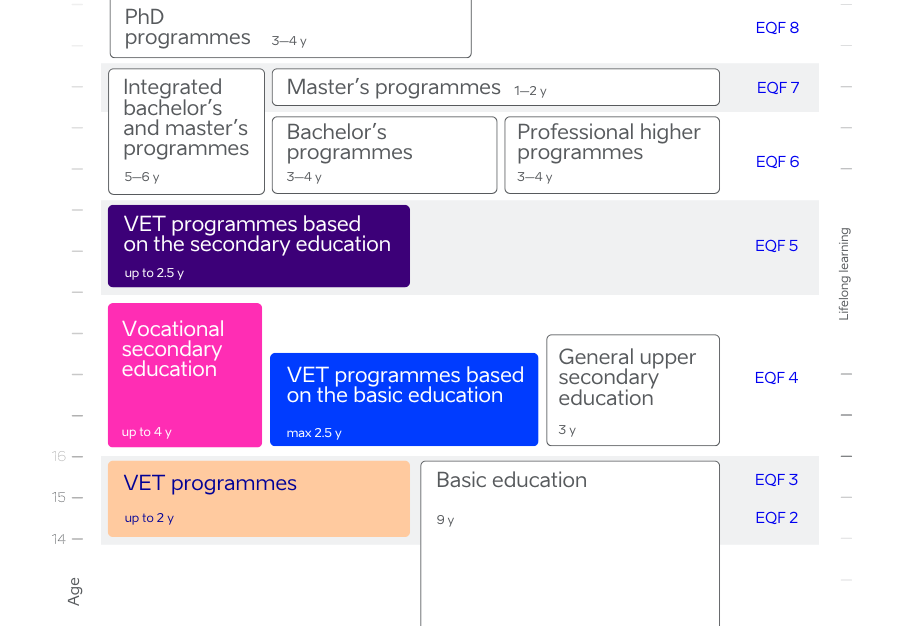 PhD
programmes 3–4 y
EQF 8
Integrated
bachelor's
and master's
programmes
5–6 y
Master's programmes 1–2 y
EQF 7
Bachelor's
programmes
3–4 y
Professional higher
programmes
3–4 y
EQF 6
VET programmes based
on the secondary education
up to 2.5 y
EQF 5
Lifelong learning
Vocational
secondary
education
up to 4 y
VET programmes based
on the basic education
max 2.5 y
General upper
secondary
education
3 y
EQF 4
16
VET programmes
up to 2 y
Basic education
9 y
EQF 3
15
EQF 2
14
Age